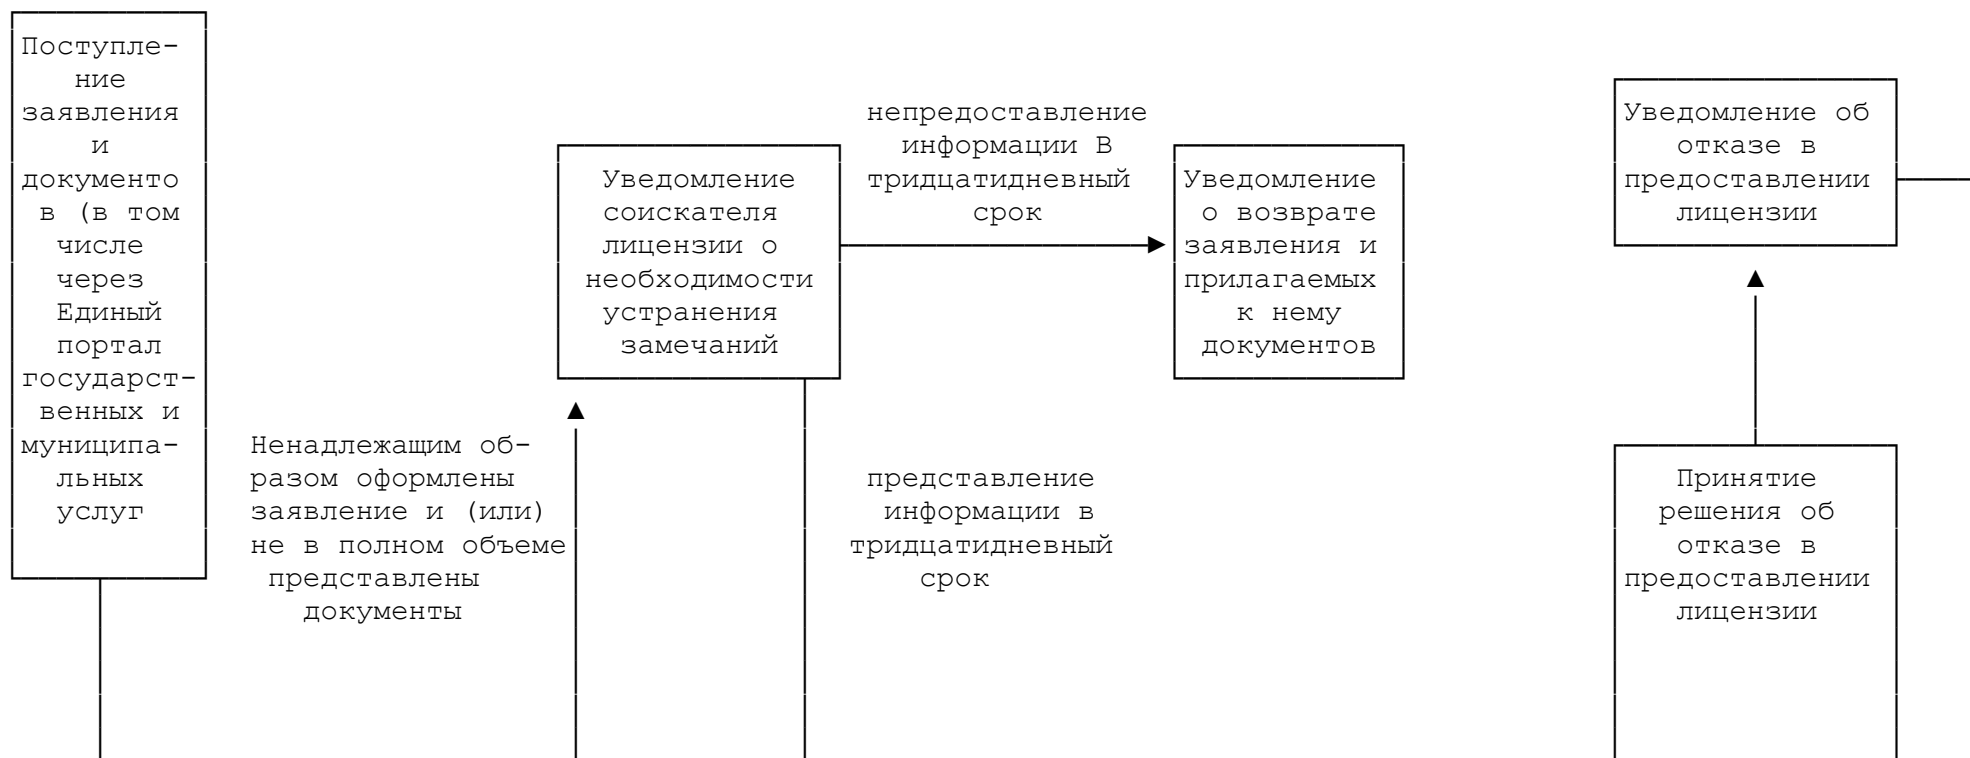 Поступле-
ние
заявления
и
документо
в (в том
числе
через
Единый
портал
государст-
венных и
муниципа-
льных
услуг
Ненадлежащим об-
разом оформлены
заявление и (или)
не в полном объеме
представлены
документы
Уведомление
соискателя
лицензии о
необходимости
устранения
замечаний
непредоставление
информации В
тридцатидневный
срок
представление
информации в
тридцатидневный
срок
Уведомление
о возврате
заявления и
прилагаемых
к нему
документов
Уведомление об
отказе в
предоставлении
лицензии
Принятие
решения об
отказе в
предоставлении
лицензии